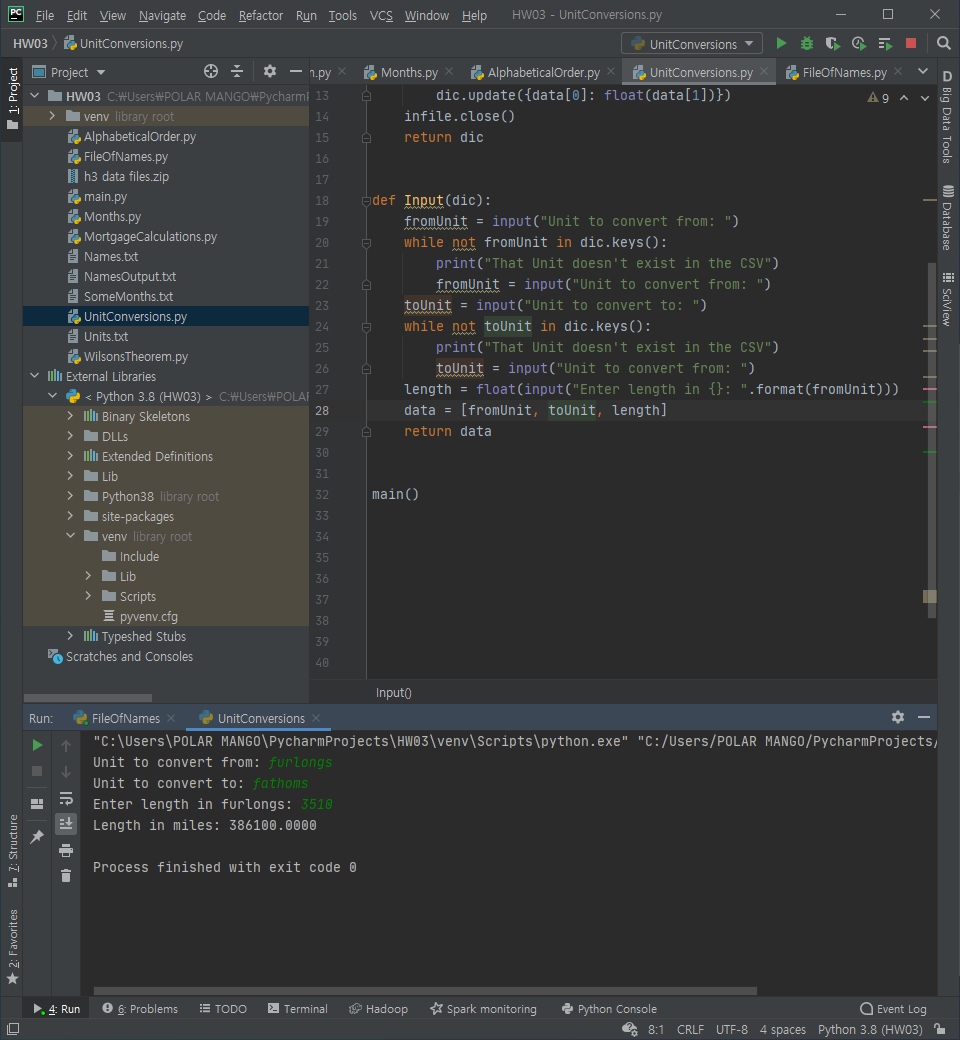 PC File Edit View Navigate Code Refactor Run Tools VCS Window Help HW03 - UnitConversions.py
HW03 UnitConversions.py UnitConversions
1: Project
Project
n.py Months.py AlphabeticalOrder.py UnitConversions.py FileOfNames.py
HW03 C:₩Users₩POLAR MANGO₩Pycharm
venv library root
AlphabeticalOrder.py
FileOfNames.py
h3 data files.zip
main.py
Months.py
MortgageCalculations.py
Names.txt
NamesOutput.txt
SomeMonths.txt
UnitConversions.py
Units.txt
WilsonsTheorem.py
External Libraries
< Python 3.8 (HW03) > C:₩Users₩POLAR
Binary Skeletons
DLLs
Extended Definitions
Lib
Python38 library root
site-packages
venv library root
Include
Lib
Scripts
pyvenv.cfg
Typeshed Stubs
Scratches and Consoles
9
13 dic.update({data[0]: float(data[1])})
14 infile.close()
15 return dic
16
17
18 def Input(dic):
19 fromUnit = input("Unit to convert from: ")
20 while not fromUnit in dic.keys():
21 print("That Unit doesn't exist in the CSV")
22 fromUnit = input("Unit to convert from: ")
23 toUnit = input("Unit to convert to: ")
24 while not toUnit in dic.keys():
25 print("That Unit doesn't exist in the CSV")
26 toUnit = input("Unit to convert from: ")
27 length = float(input("Enter length in {}: ".format(fromUnit)))
28 data = [fromUnit, toUnit, length]
29 return data
30
31
32 main()
33
34
35
36
37
38
39
40
Input()
D Big Data Tools
Database
SciView
Run: FileOfNames UnitConversions
"C:\Users\POLAR MANGO\PycharmProjects\HW03\venv\Scripts\python.exe" "C:/Users/POLAR MANGO/PycharmProjects/
Unit to convert from: furlongs
Unit to convert to: fathoms
Enter length in furlongs: 3510
Length in miles: 386100.0000
Process finished with exit code 0
7: Structure
2: Favorites
4: Run 6: Problems TODO Terminal Hadoop Spark monitoring Python Console Event Log
8:1 CRLF UTF-8 4 spaces Python 3.8 (HW03)